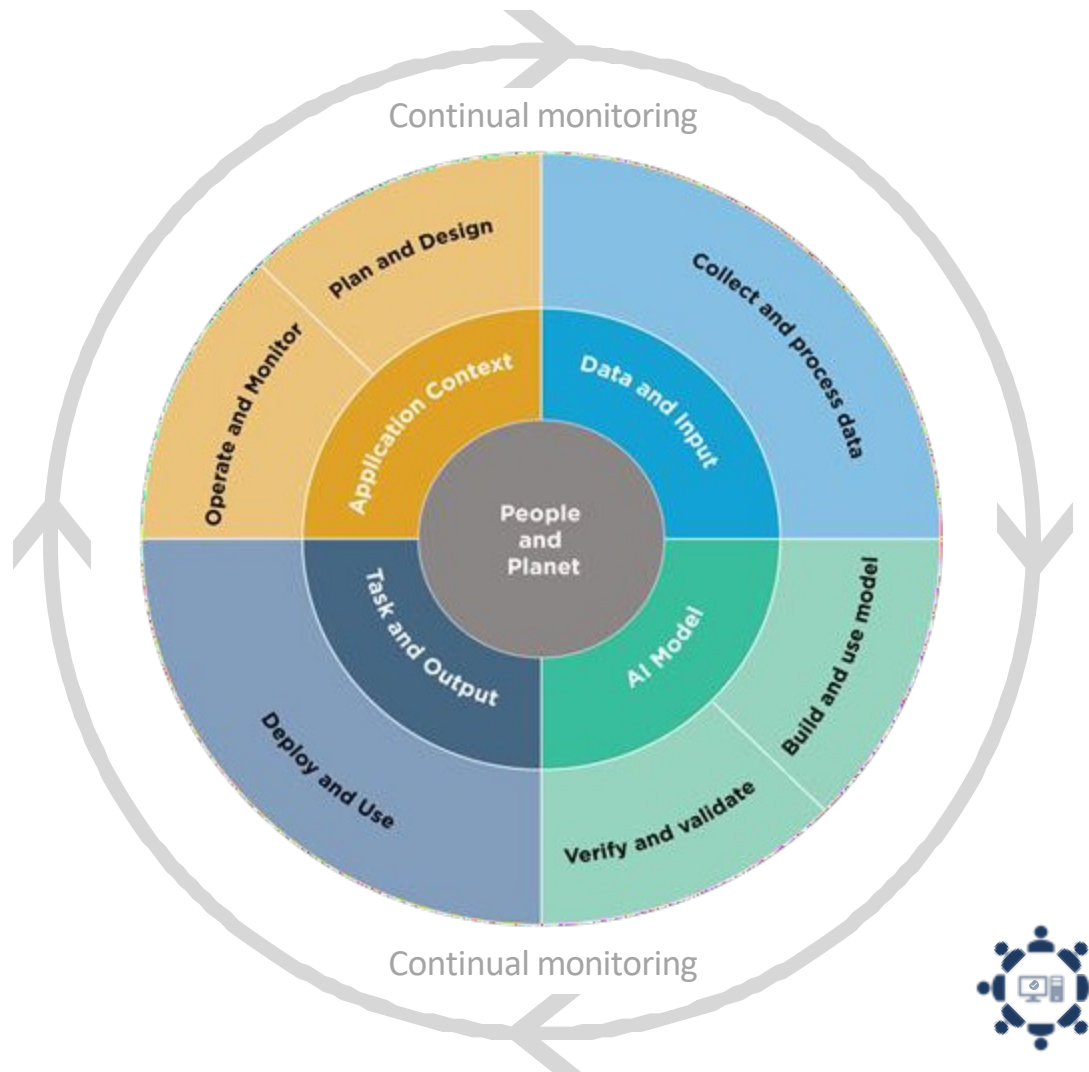 Continual monitoring
Plan and Design
Collect and process data
Operate and Monitor
Application Context
Data and Input
People
and
Planet
Task and Output
AI Model
Build and use model
Deploy and Use
Verify and validate
Continual monitoring